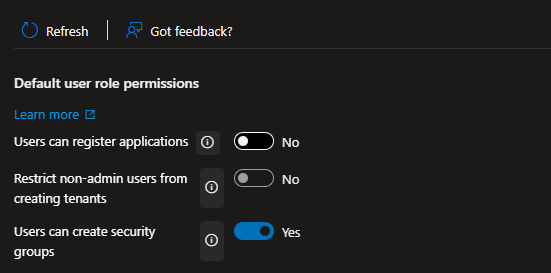 Refresh
Got feedback?
Default user role permissions
Learn more
Users can register applications
No
Restrict non-admin users from
creating tenants
No
Users can create security
groups
Yes